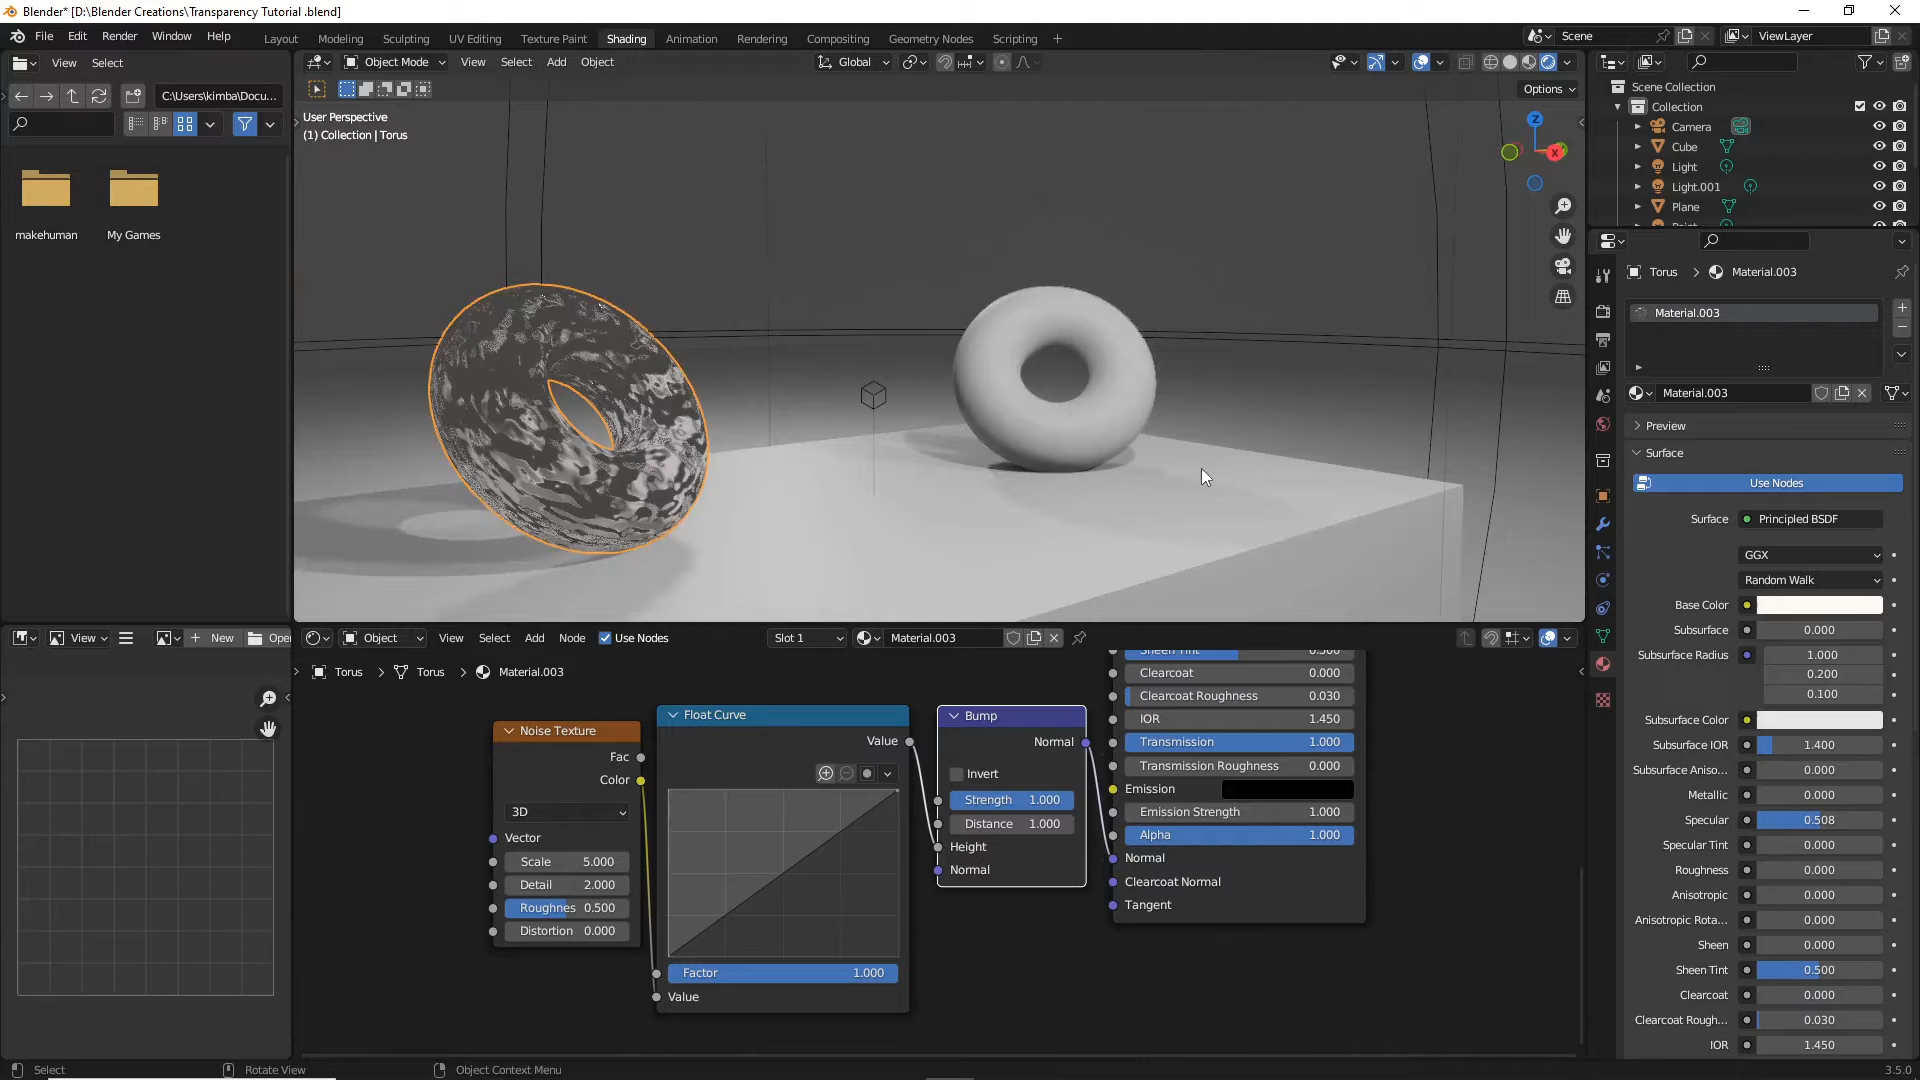 Blender* [D:\Blender Creations\Transparency Tutorial .blend]
File Edit Render Window Help
Layout Modeling Sculpting UV Editing Texture Paint Shading Animation Rendering Compositing Geometry Nodes Scripting +
Scene
ViewLayer
View Select
C:\Users\kimba\Docu...
makehuman My Games
Object Mode View Select Add Object
Global
Options
User Perspective
(1) Collection | Torus
Z
X
Scene Collection
Collection
Camera
Cube
Light
Light.001
Plane
Torus > Material.003
Material.003
Material.003
Preview
Surface
Use Nodes
Surface Principled BSDF
GGX
Random Walk
Base Color
Subsurface 0.000
Subsurface Radius 1.000
0.200
0.100
Subsurface Color
Subsurface IOR 1.400
Subsurface Aniso... 0.000
Metallic 0.000
Specular 0.508
Specular Tint 0.000
Roughness 0.000
Anisotropic 0.000
Anisotropic Rota... 0.000
Sheen 0.000
Sheen Tint 0.500
Clearcoat 0.000
Clearcoat Rough... 0.030
IOR 1.450
View
New
Open
Object View Select Add Node Use Nodes
Slot 1
Material.003
Torus > Torus > Material.003
Noise Texture
Fac
Color
3D
Vector
Scale 5.000
Detail 2.000
Roughnes 0.500
Distortion 0.000
Float Curve
Value
Factor 1.000
Value
Bump
Normal
Invert
Strength 1.000
Distance 1.000
Height
Normal
Sheen Tint 0.500
Clearcoat 0.000
Clearcoat Roughness 0.030
IOR 1.450
Transmission 1.000
Transmission Roughness 0.000
Emission
Emission Strength 1.000
Alpha 1.000
Normal
Clearcoat Normal
Tangent
Select
Rotate View
Object Context Menu
3.5.0